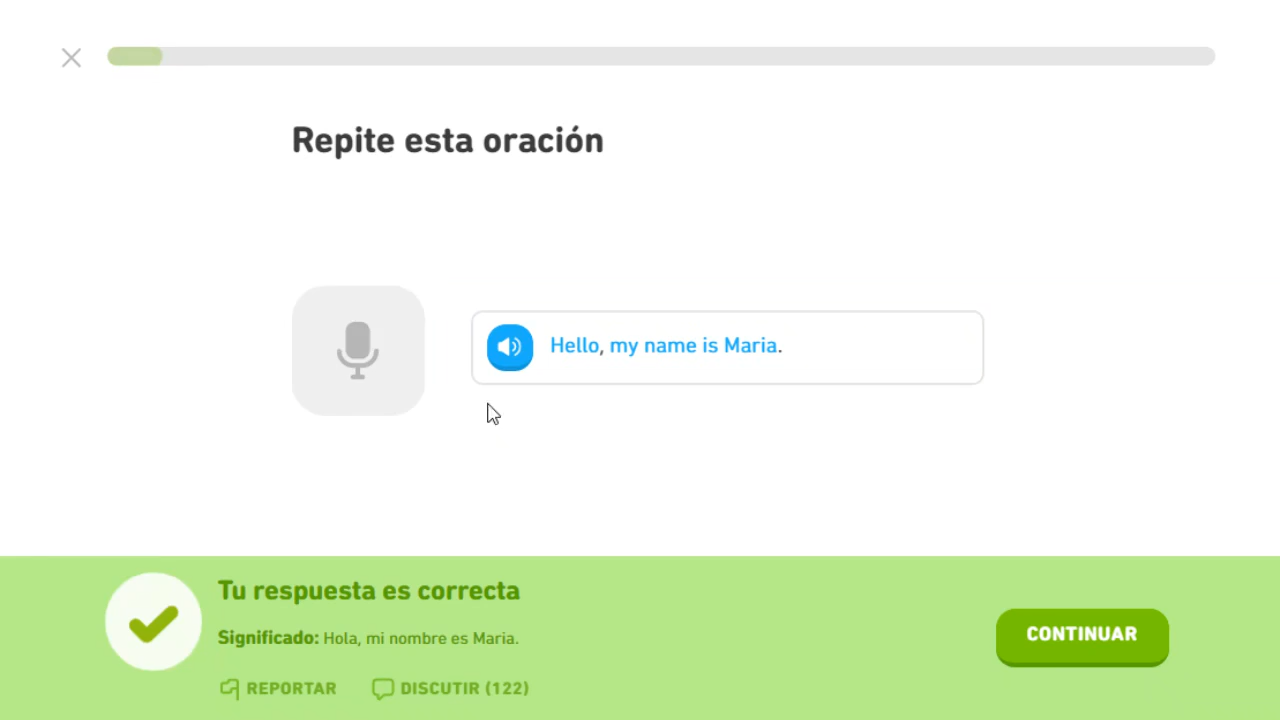 Repite esta oración
Hello, my name is Maria.
Tu respuesta es correcta
Significado: Hola, mi nombre es Maria.
CONTINUAR
REPORTAR DISCUTIR (122)